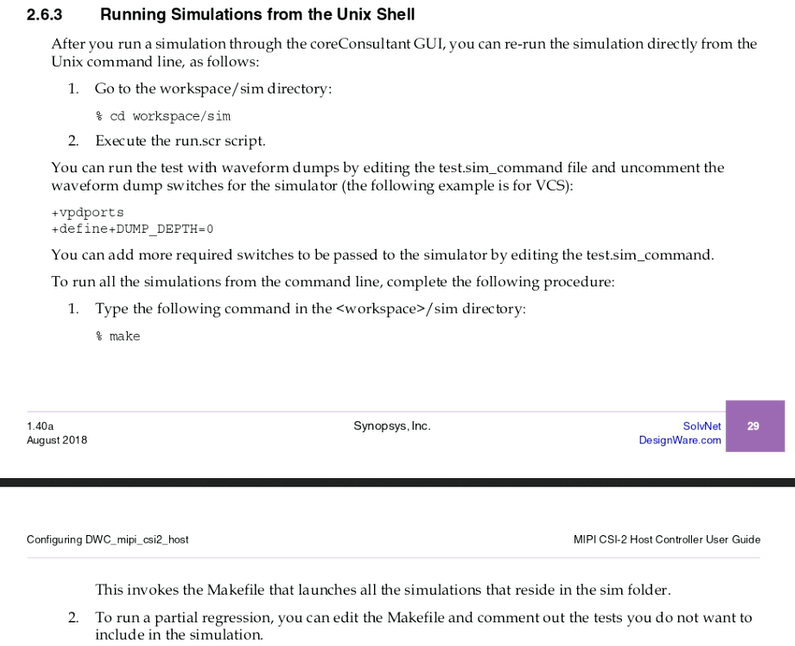 2.6.3 Running Simulations from the Unix Shell
After you run a simulation through the coreConsultant GUI, you can re-run the simulation directly from the
Unix command line, as follows:
1. Go to the workspace/sim directory:
% cd workspace/sim
2. Execute the run.scr script.
You can run the test with waveform dumps by editing the test.sim_command file and uncomment the
waveform dump switches for the simulator (the following example is for VCS):
+vpdports
+define+DUMP_DEPTH=0
You can add more required switches to be passed to the simulator by editing the test.sim_command.
To run all the simulations from the command line, complete the following procedure:
1. Type the following command in the <workspace>/sim directory:
% make
1.40a Synopsys, Inc. SolvNet 29
August 2018 DesignWare.com
Configuring DWC_mipi_csi2_host MIPI CSI-2 Host Controller User Guide
This invokes the Makefile that launches all the simulations that reside in the sim folder.
2. To run a partial regression, you can edit the Makefile and comment out the tests you do not want to
include in the simulation.